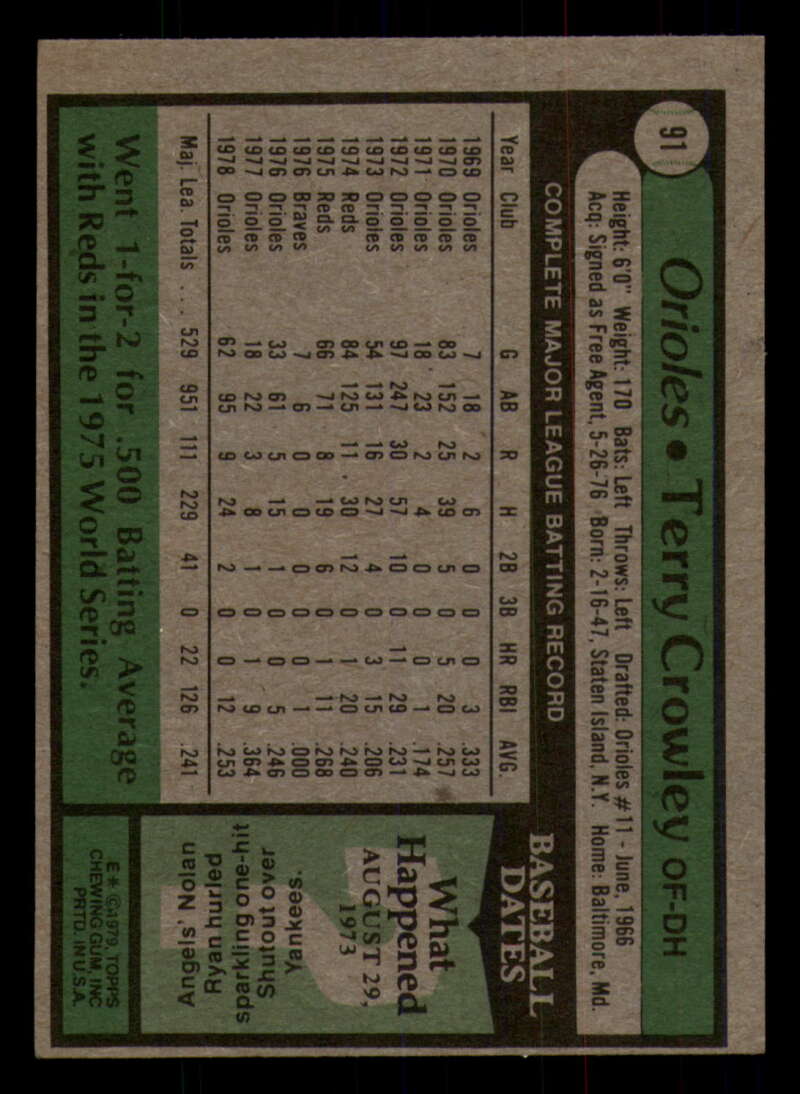 91
Orioles • Terry Crowley OF-DH
Height: 6'0" Weight: 170 Bats: Left Throws: Left Drafted: Orioles #11 - June, 1966
Acq: Signed as Free Agent, 5-26-76 Born: 2-16-47, Staten Island, N.Y. Home: Baltimore, Md.
COMPLETE MAJOR LEAGUE BATTING RECORD
Year Club G AB R H 2B 3B HR RBI AVG.
1969 Orioles 7 18 2 6 0 0 0 3 .333
1970 Orioles 83 152 25 39 5 0 5 20 .257
1971 Orioles 18 23 2 4 0 0 0 1 .174
1972 Orioles 97 247 30 57 10 0 11 29 .231
1973 Orioles 54 131 16 27 4 0 3 15 .206
1974 Reds 84 125 11 30 12 0 1 20 .240
1975 Reds 66 71 8 19 6 0 1 11 .268
1976 Braves 7 6 0 0 0 0 0 1 .000
1976 Orioles 33 61 5 15 1 0 0 5 .246
1977 Orioles 18 22 3 8 1 0 1 9 .364
1978 Orioles 62 95 9 24 2 0 0 12 .253
Maj. Lea. Totals ... 529 951 111 229 41 0 22 126 .241
Went 1-for-2 for .500 Batting Average
with Reds in the 1975 World Series.
BASEBALL
DATES
What
Happened
AUGUST 29,
1973
Angels' Nolan
Ryan hurled
sparkling one-hit
Shutout over
Yankees.
E* ©1979, TOPPS
CHEWING GUM, INC
PRTD. IN U.S.A.